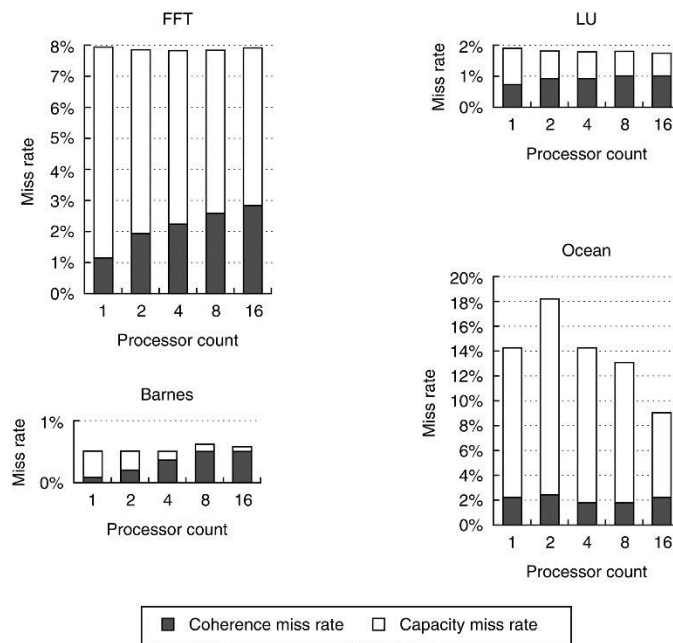 FFT
8%
7%
6%
5%
4%
3%
2%
1%
0%
Miss rate
1 2 4 8 16
Processor count
LU
2%
1%
0%
Miss rate
1 2 4 8 16
Processor count
Barnes
1%
0%
Miss rate
1 2 4 8 16
Processor count
Ocean
20%
18%
16%
14%
12%
10%
8%
6%
4%
2%
0%
Miss rate
1 2 4 8 16
Processor count
Coherence miss rate Capacity miss rate